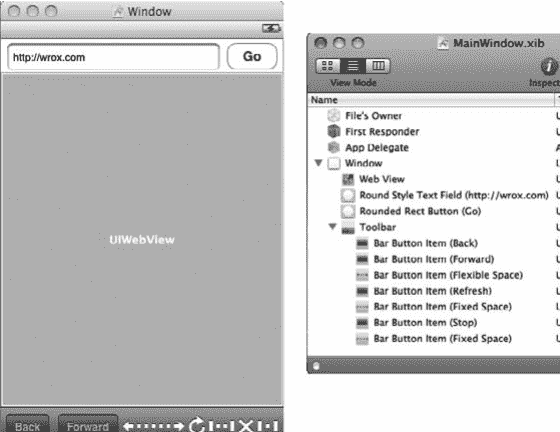 Window
http://wrox.com
Go
UIWebView
Back
Forward
MainWindow.xib
View Mode
Inspect
Name
File's Owner
First Responder
App Delegate
Window
Web View
Round Style Text Field (http://wrox.com)
Rounded Rect Button (Go)
Toolbar
Bar Button Item (Back)
Bar Button Item (Forward)
Bar Button Item (Flexible Space)
Bar Button Item (Refresh)
Bar Button Item (Fixed Space)
Bar Button Item (Stop)
Bar Button Item (Fixed Space)